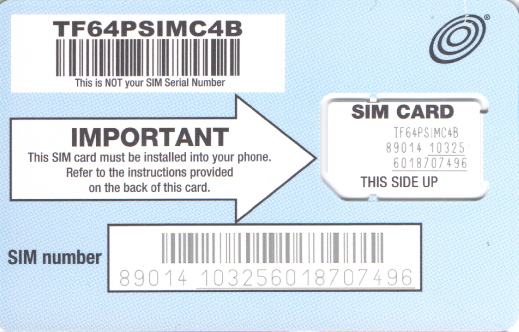 TF64PSIMC4B
This is NOT your SIM Serial Number
IMPORTANT
This SIM card must be installed into your phone.
Refer to the instructions provided
on the back of this card.
SIM CARD
TF64PSIMC4B
89014 10325
6018707496
THIS SIDE UP
SIM number
89014 103256018707496